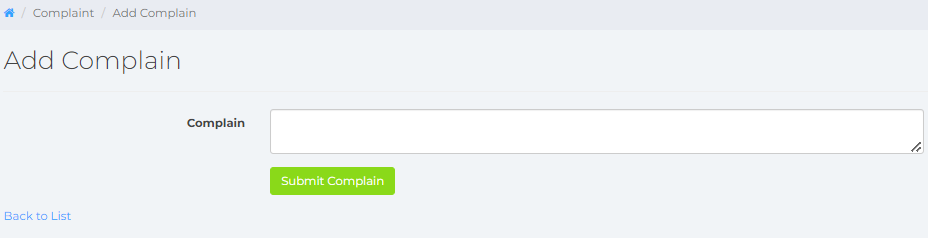 / Complaint / Add Complain
Add Complain
Complain
Submit Complain
Back to List